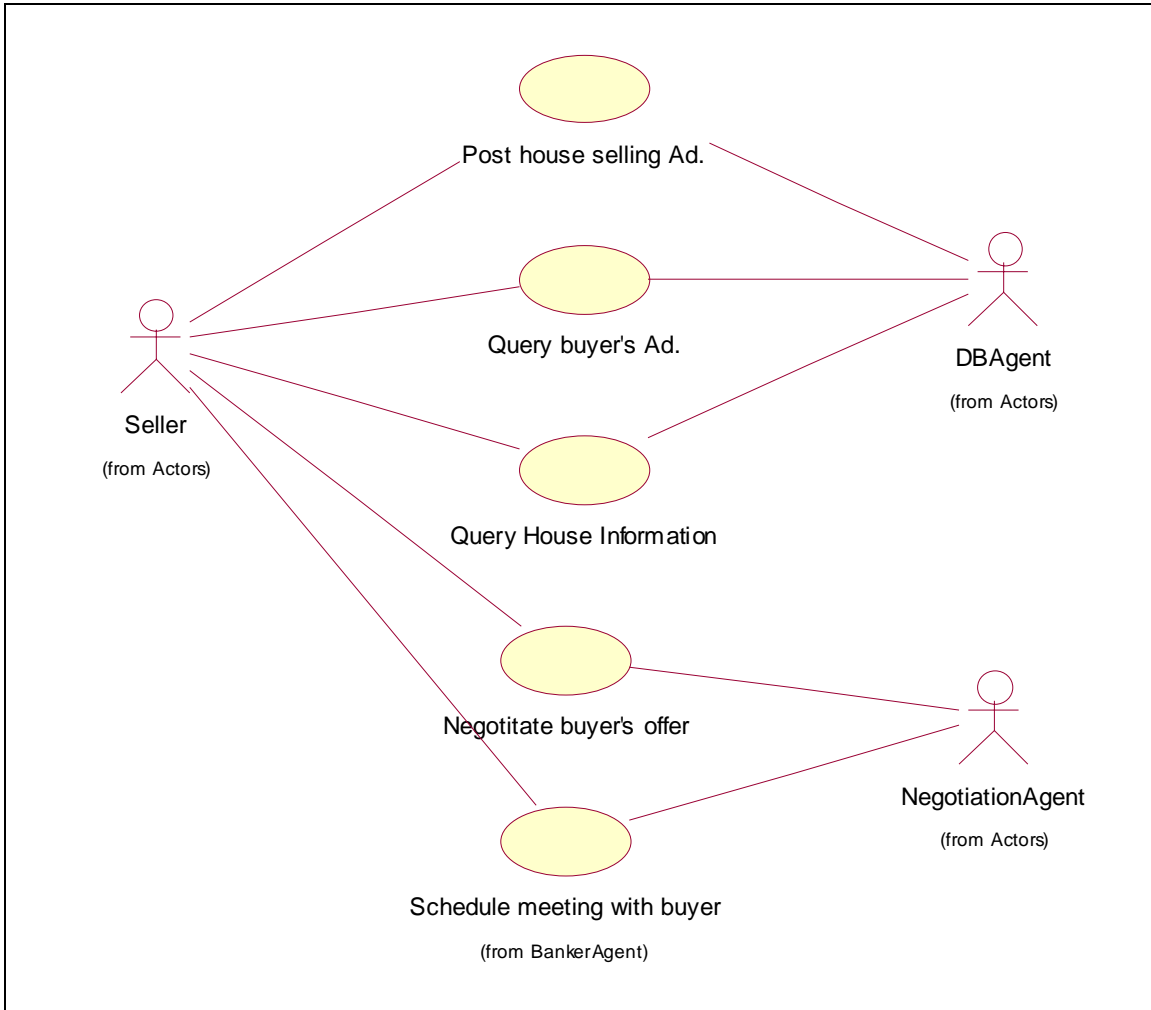 Post house selling Ad.
Query buyer's Ad.
Seller
(from Actors)
DBAgent
(from Actors)
Query House Information
Negotitate buyer's offer
NegotiationAgent
(from Actors)
Schedule meeting with buyer
(from BankerAgent)